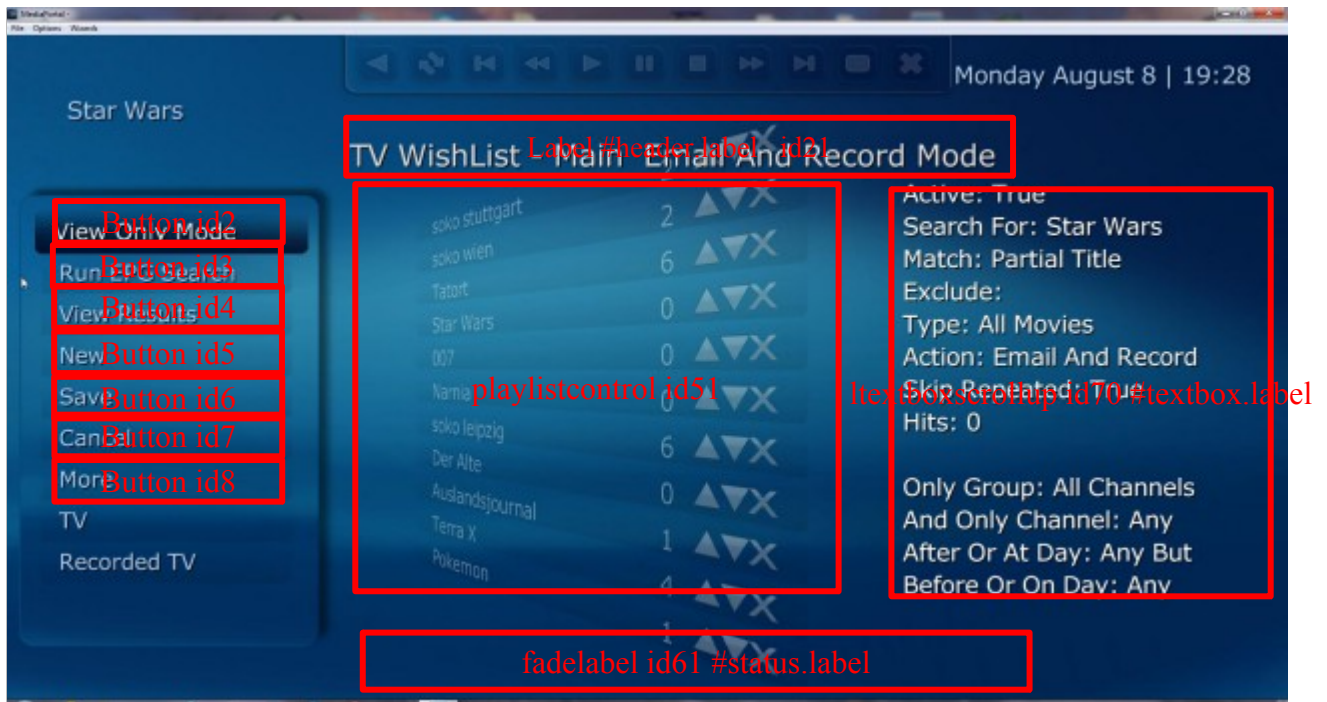 MediaPortal -
File Options Wizards
Monday August 8 | 19:28
Star Wars
Label #header.label id21
TV WishList - Main Email And Record Mode
Button id2
View Only Mode
Button id3
Run EPG Search
Button id4
View Results
Button id5
New
Button id6
Save
Button id7
Cancel
Button id8
More
TV
Recorded TV
soko stuttgart
2
soko wien
6
Tatort
0
Star Wars
0
007
0
Narnia
6
soko leipzig
0
Der Alte
1
Auslandsjournal
4
Terra X
1
Pokemon
playlistcontrol id51
Active: True
Search For: Star Wars
Match: Partial Title
Exclude:
Type: All Movies
Action: Email And Record
Skip Repeated: True
ltextboxscrollup id70 #textbox.label
Hits: 0
Only Group: All Channels
And Only Channel: Any
After Or At Day: Any But
Before Or On Day: Any
fadelabel id61 #status.label